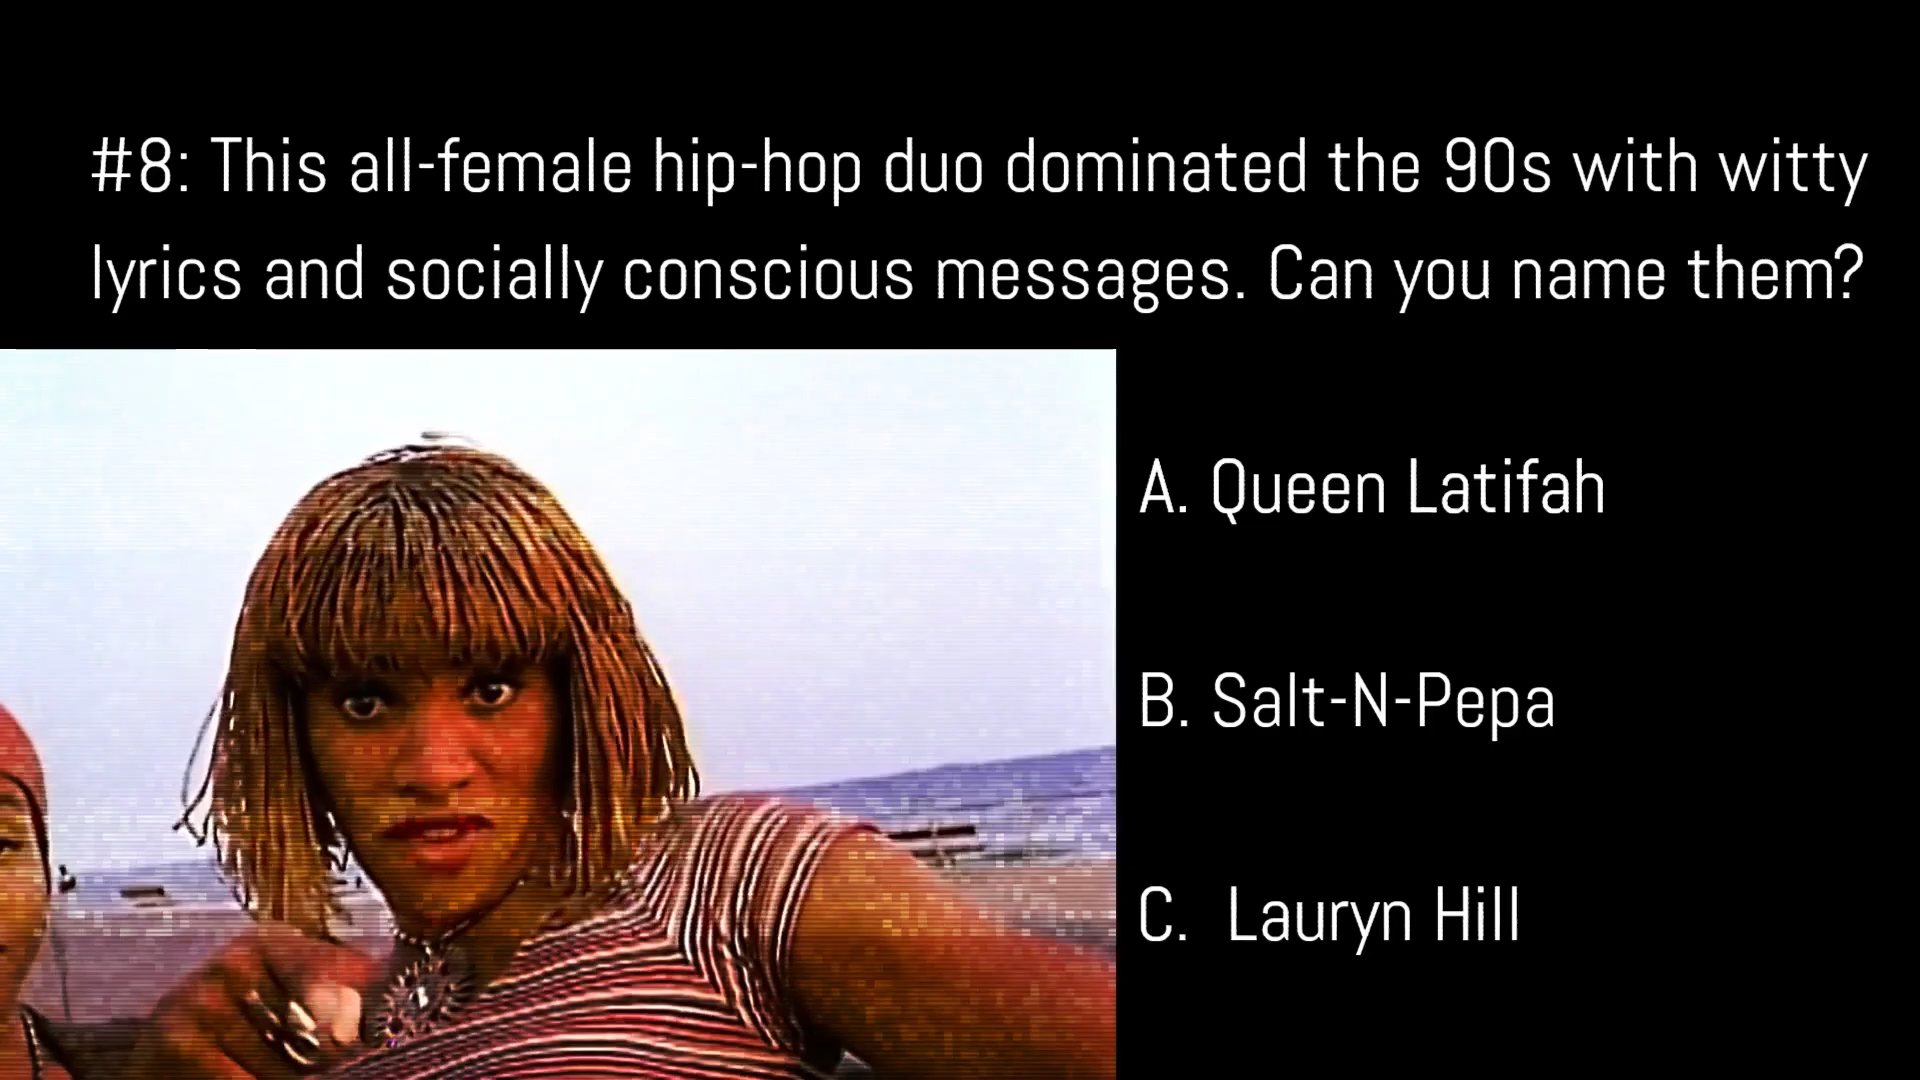 #8: This all-female hip-hop duo dominated the 90s with witty
lyrics and socially conscious messages. Can you name them?
A. Queen Latifah
B. Salt-N-Pepa
C. Lauryn Hill